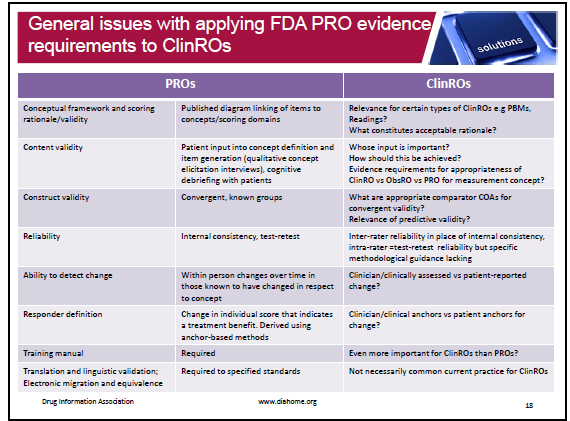 General issues with applying FDA PRO evidence
requirements to ClinROs
solutions
PROs
ClinROs
Conceptual framework and scoring
rationale/validity
Published diagram linking of items to
concepts/scoring domains
Relevance for certain types of ClinROs e.g PBMs,
Readings?
What constitutes acceptable rationale?
Content validity
Patient input into concept definition and
item generation (qualitative concept
elicitation interviews), cognitive
debriefing with patients
Whose input is important?
How should this be achieved?
Evidence requirements for appropriateness of
ClinRO vs ObsRO vs PRO for measurement concept?
Construct validity
Convergent, known groups
What are appropriate comparator COAs for
convergent validity?
Relevance of predictive validity?
Reliability
Internal consistency, test-retest
Inter-rater reliability in place of internal consistency,
intra-rater =test-retest reliability but specific
methodological guidance lacking
Ability to detect change
Within person changes over time in
those known to have changed in respect
to concept
Clinician/clinically assessed vs patient-reported
change?
Responder definition
Change in individual score that indicates
a treatment benefit. Derived using
anchor-based methods
Clinician/clinical anchors vs patient anchors for
change?
Training manual
Required
Even more important for ClinROs than PROs?
Translation and linguistic validation;
Electronic migration and equivalence
Required to specified standards
Not necessarily common current practice for ClinROs
Drug Information Association
www.diahome.org
18